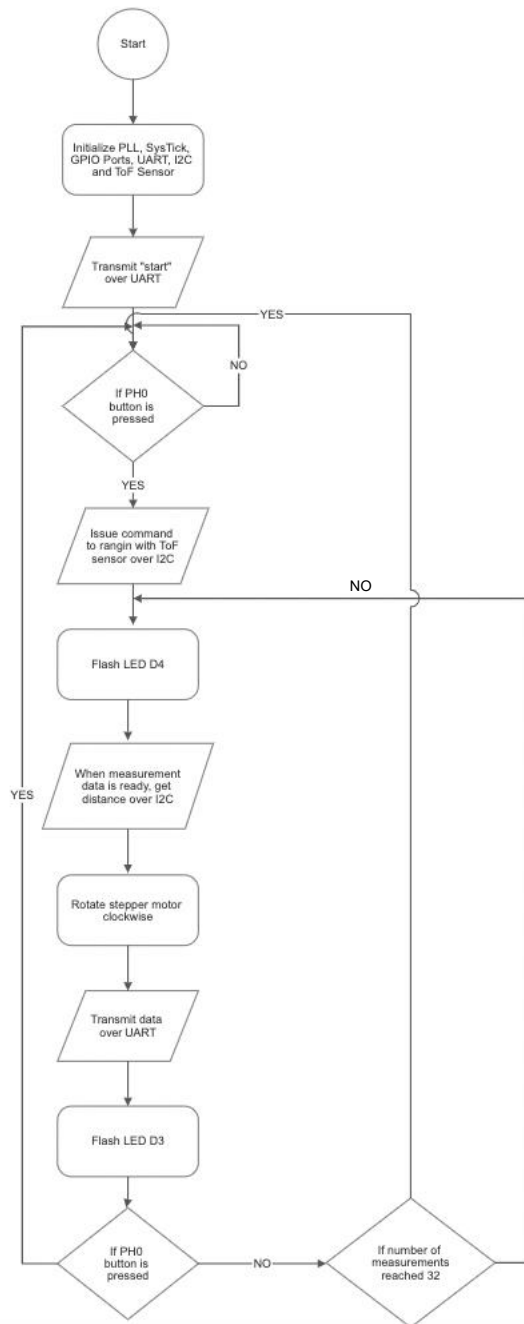 Start
Initialize PLL, SysTick,
GPIO Ports, UART, I2C
and ToF Sensor
Transmit "start"
over UART
YES
NO
If PH0
button is
pressed
YES
Issue command
to rangin with ToF
sensor over I2C
NO
Flash LED D4
When measurement
data is ready, get
distance over I2C
YES
Rotate stepper motor
clockwise
Transmit data
over UART
Flash LED D3
If PH0
button is
pressed
NO
If number of
measurements
reached 32